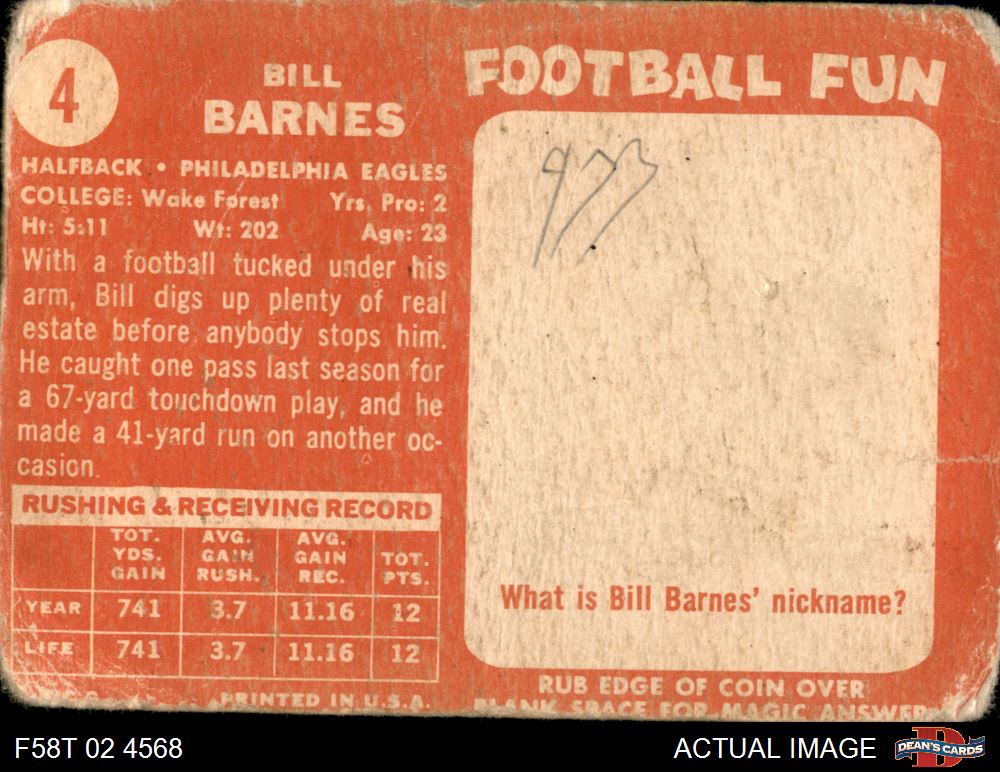 4
BILL
BARNES
HALFBACK • PHILADELPHIA EAGLES
COLLEGE: Wake Forest Yrs. Pro: 2
Ht: 5:11 Wt: 202 Age: 23
With a football tucked under his
arm, Bill digs up plenty of real
estate before anybody stops him.
He caught one pass last season for
a 67-yard touchdown play, and he
made a 41-yard run on another oc-
casion.
RUSHING & RECEIVING RECORD
TOT. YDS. GAIN AVG. GAIN RUSH. AVG. GAIN REC. TOT. PTS.
YEAR 741 3.7 11.16 12
LIFE 741 3.7 11.16 12
PRINTED IN U.S.A.
FOOTBALL FUN
973
What is Bill Barnes' nickname?
RUB EDGE OF COIN OVER
BLANK SPACE FOR MAGIC ANSWER
F58T 02 4568
ACTUAL IMAGE
DEAN'S CARDS